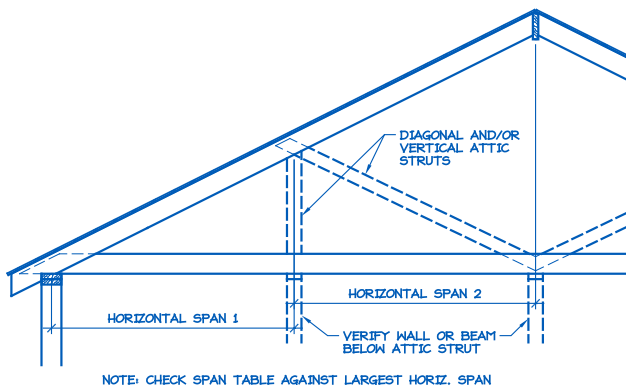 DIAGONAL AND/OR
VERTICAL ATTIC
STRUTS
HORIZONTAL SPAN 2
HORIZONTAL SPAN 1
VERIFY WALL OR BEAM
BELOW ATTIC STRUT
NOTE: CHECK SPAN TABLE AGAINST LARGEST HORIZ. SPAN